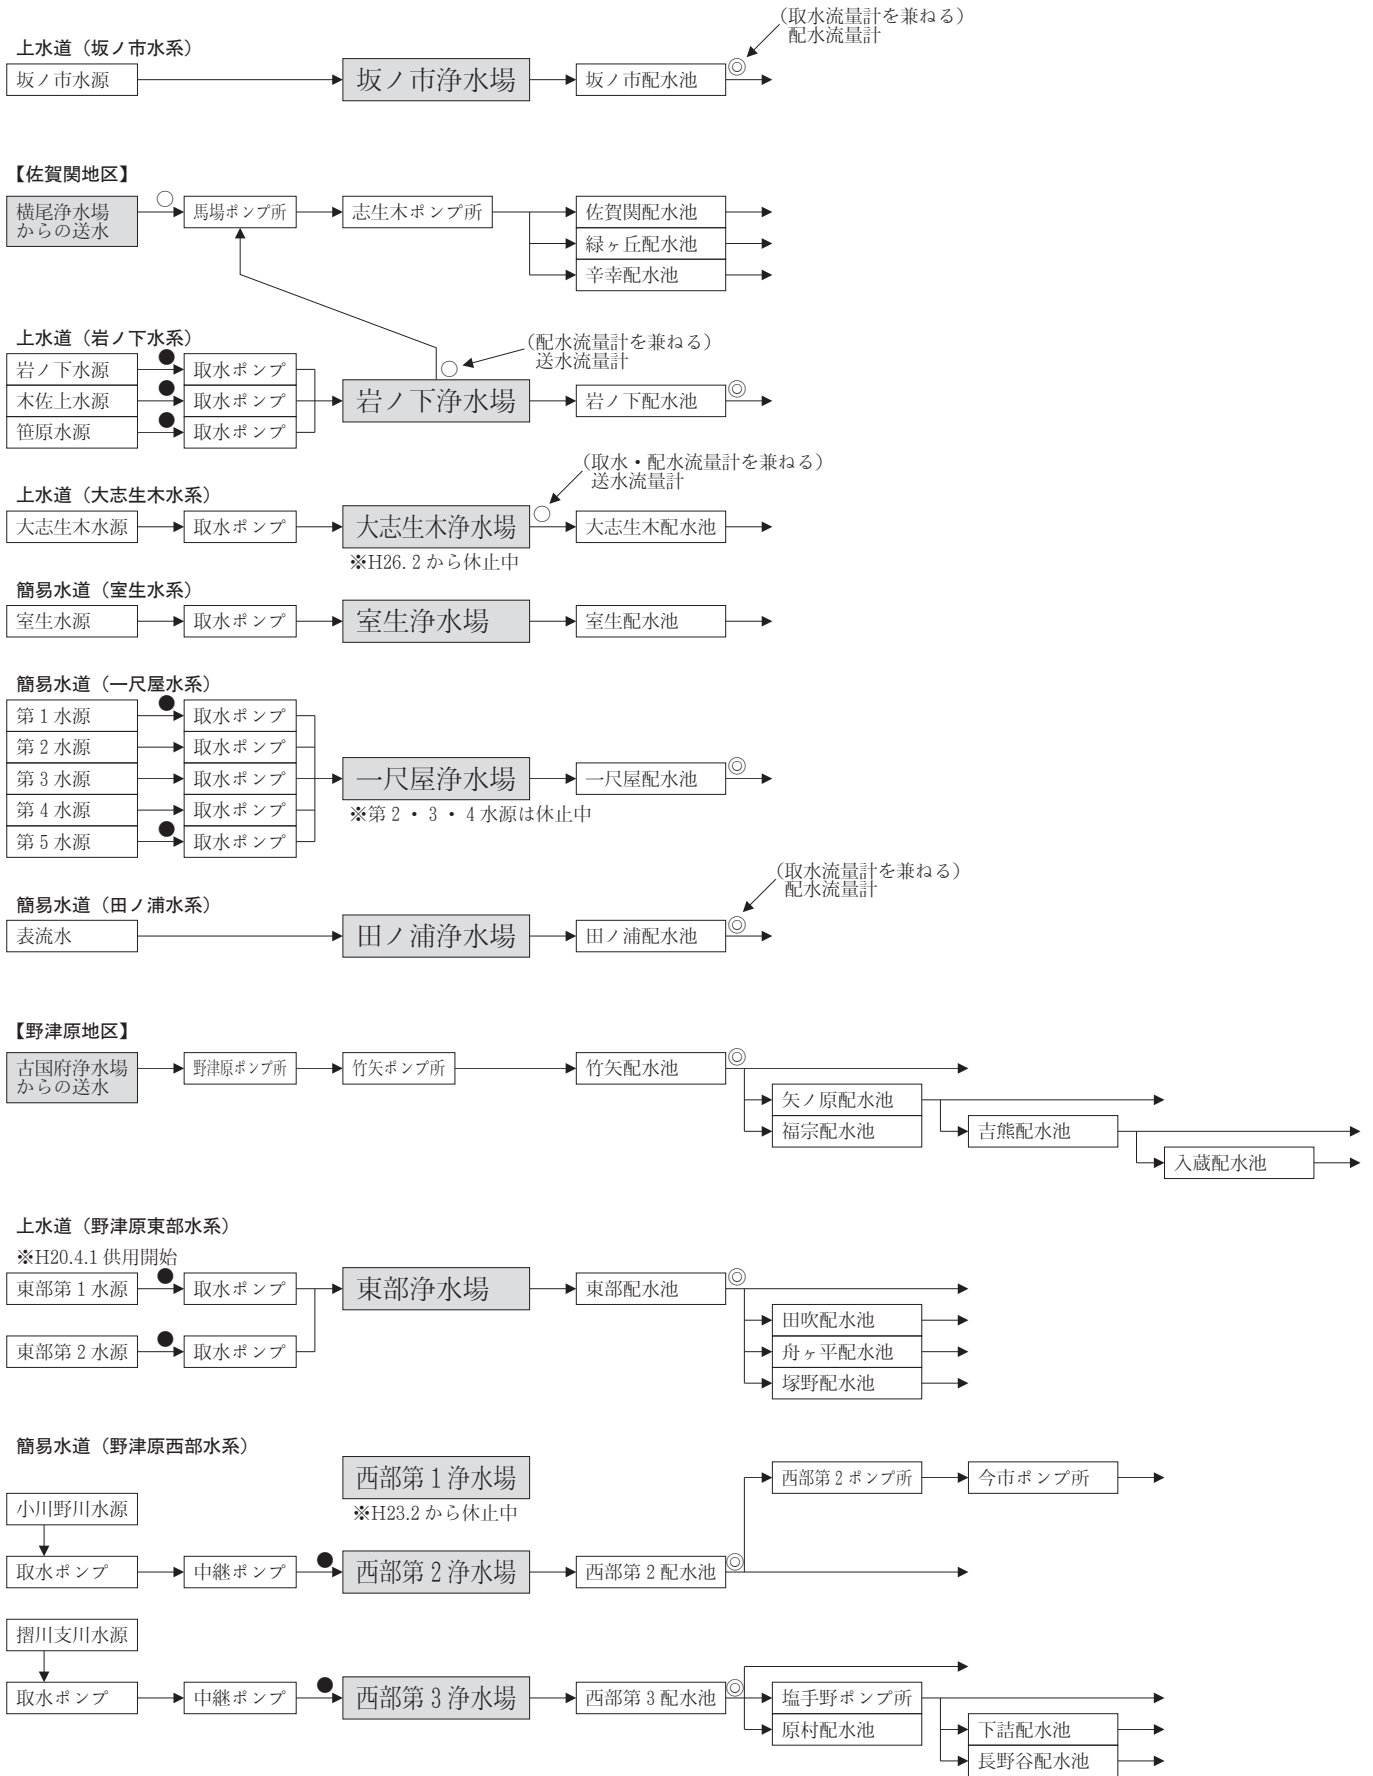 （取水流量計を兼ねる）
配水流量計
上水道（坂ノ市水系）
坂ノ市水源
坂ノ市浄水場
坂ノ市配水池
【佐賀関地区】
横尾浄水場
からの送水
馬場ポンプ所
志生木ポンプ所
佐賀関配水池
緑ヶ丘配水池
辛幸配水池
上水道（岩ノ下水系）
（配水流量計を兼ねる）
送水流量計
岩ノ下水源
取水ポンプ
木佐上水源
取水ポンプ
岩ノ下浄水場
岩ノ下配水池
笹原水源
取水ポンプ
（取水・配水流量計を兼ねる）
送水流量計
上水道（大志生木水系）
大志生木水源
取水ポンプ
大志生木浄水場
大志生木配水池
※H26.2から休止中
簡易水道（室生水系）
室生水源
取水ポンプ
室生浄水場
室生配水池
簡易水道（一尺屋水系）
第1水源
取水ポンプ
第2水源
取水ポンプ
第3水源
取水ポンプ
一尺屋浄水場
一尺屋配水池
第4水源
取水ポンプ
※第2・3・4水源は休止中
第5水源
取水ポンプ
（取水流量計を兼ねる）
配水流量計
簡易水道（田ノ浦水系）
表流水
田ノ浦浄水場
田ノ浦配水池
【野津原地区】
古国府浄水場
からの送水
野津原ポンプ所
竹矢ポンプ所
竹矢配水池
矢ノ原配水池
福宗配水池
吉熊配水池
入蔵配水池
上水道（野津原東部水系）
※H20.4.1供用開始
東部第1水源
取水ポンプ
東部浄水場
東部配水池
田吹配水池
東部第2水源
取水ポンプ
舟ヶ平配水池
塚野配水池
簡易水道（野津原西部水系）
西部第1浄水場
西部第2ポンプ所
今市ポンプ所
※H23.2から休止中
小川野川水源
取水ポンプ
中継ポンプ
西部第2浄水場
西部第2配水池
摺川支川水源
取水ポンプ
中継ポンプ
西部第3浄水場
西部第3配水池
塩手野ポンプ所
原村配水池
下詰配水池
長野谷配水池